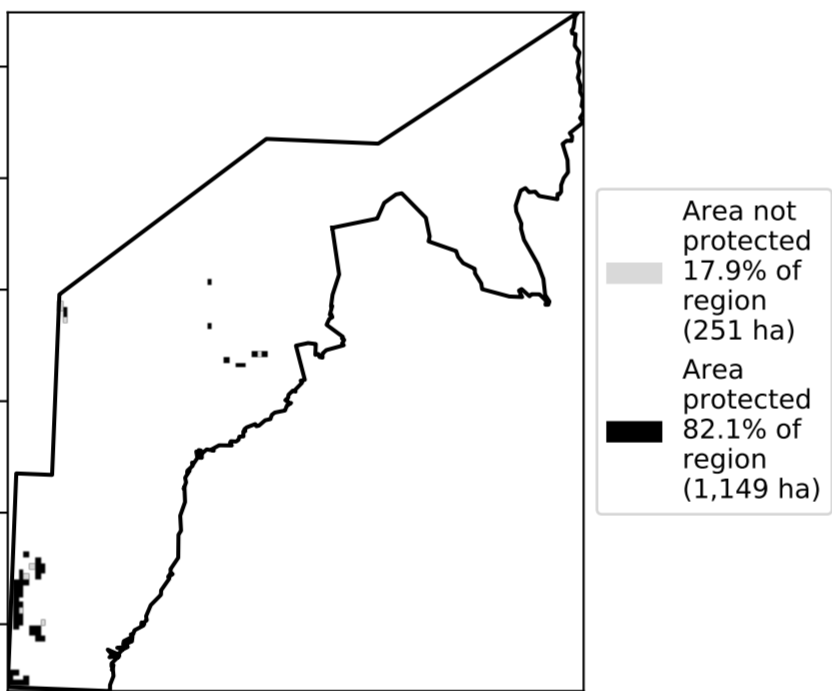 Area not
protected
17.9% of
region
(251 ha)
Area
protected
82.1% of
region
(1,149 ha)